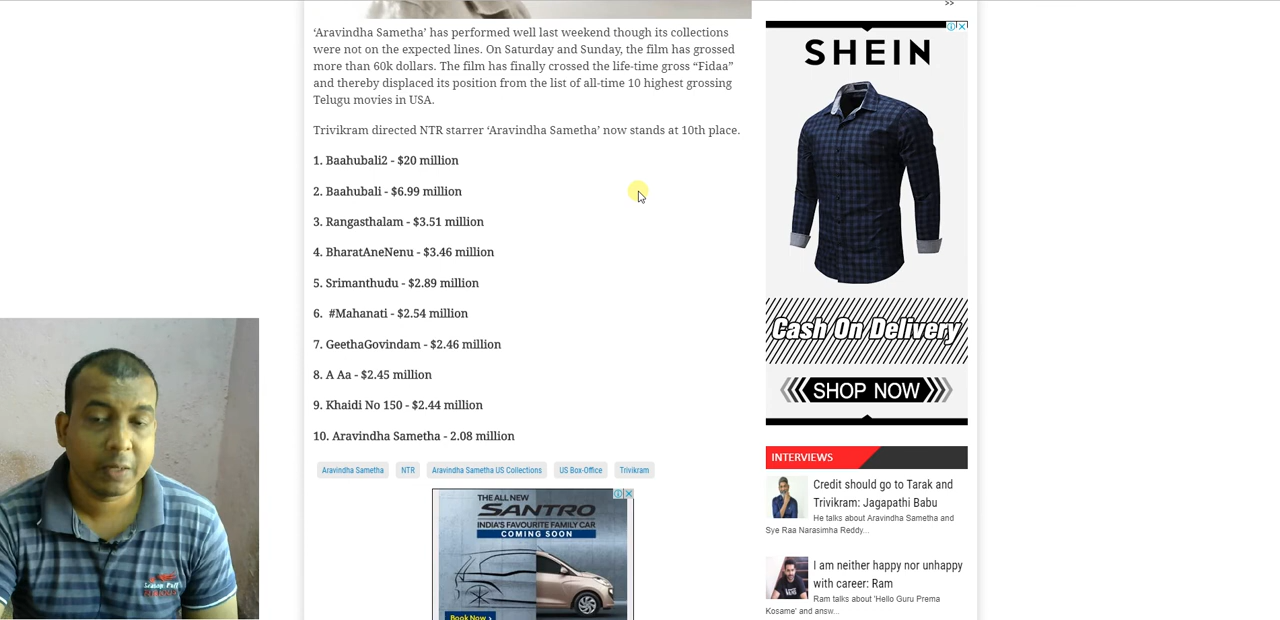 >>
‘Aravindha Sametha’ has performed well last weekend though its collections
were not on the expected lines. On Saturday and Sunday, the film has grossed
more than 60k dollars. The film has finally crossed the life-time gross “Fidaa”
and thereby displaced its position from the list of all-time 10 highest grossing
Telugu movies in USA.
Trivikram directed NTR starrer ‘Aravindha Sametha’ now stands at 10th place.
1. Baahubali2 - $20 million
2. Baahubali - $6.99 million
3. Rangasthalam - $3.51 million
4. BharatAneNenu - $3.46 million
5. Srimanthudu - $2.89 million
6.  #Mahanati - $2.54 million
7. GeethaGovindam - $2.46 million
8. A Aa - $2.45 million
9. Khaidi No 150 - $2.44 million
10. Aravindha Sametha - 2.08 million
Aravindha Sametha NTR Aravindha Sametha US Collections US Box-Office Trivikram
THE ALL NEW
SANTRO
INDIA'S FAVOURITE FAMILY CAR
COMING SOON
Book Now >
SHEIN
Cash On Delivery
SHOP NOW
INTERVIEWS
Credit should go to Tarak and
Trivikram: Jagapathi Babu
He talks about Aravindha Sametha and
Sye Raa Narasimha Reddy...
I am neither happy nor unhappy
with career: Ram
Ram talks about 'Hello Guru Prema
Kosame' and answ...